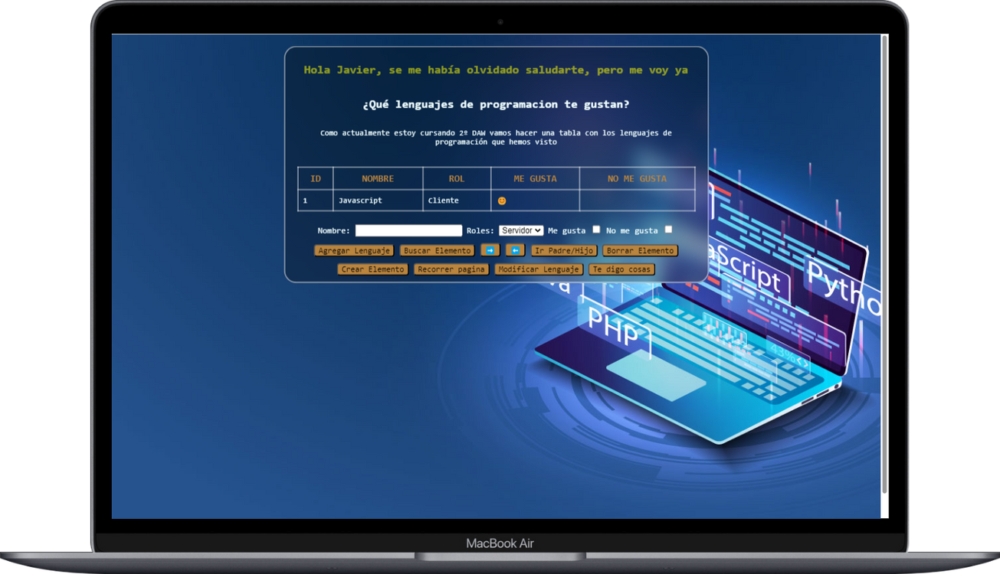 Hola Javier, se me había olvidado saludarte, pero me voy ya
¿Qué lenguajes de programacion te gustan?
Como actualmente estoy cursando 2º DAW vamos hacer una tabla con los lenguajes de
programación que hemos visto
ID NOMBRE ROL ME GUSTA NO ME GUSTA
1 Javascript Cliente 😊
Nombre: Roles: Servidor Me gusta No me gusta
Agregar Lenguaje Buscar Elemento ➡ ⬅ Ir Padre/Hijo Borrar Elemento
Crear Elemento Recorrer pagina Modificar Lenguaje Te digo cosas
aScript
Pytho
va
PHP
43%<>
MacBook Air